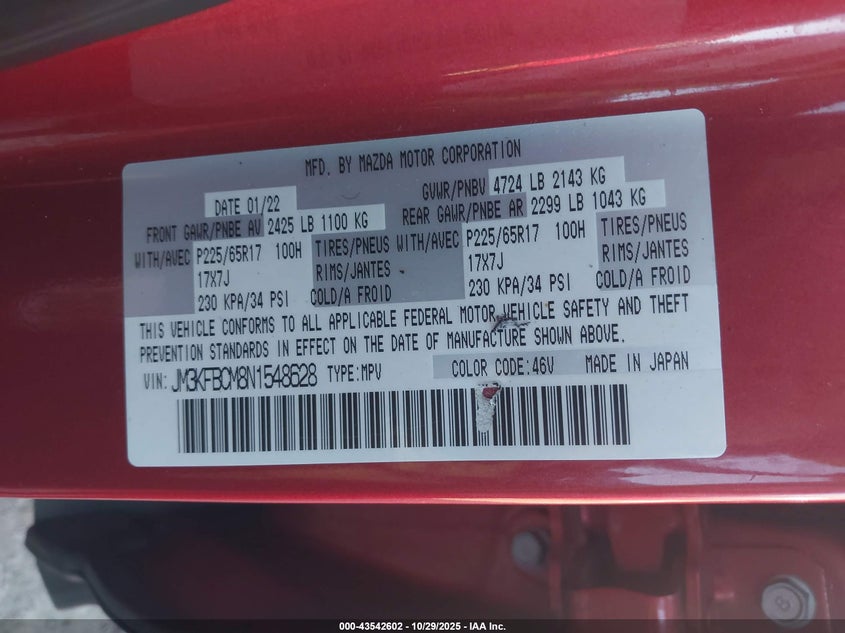 MFD. BY MAZDA MOTOR CORPORATION
DATE 01/22 GVWR/PNBV 4724 LB 2143 KG
FRONT GAWR/PNBE AV 2425 LB 1100 KG REAR GAWR/PNBE AR 2299 LB 1043 KG
WITH/AVEC P225/65R17 100H TIRES/PNEUS WITH/AVEC P225/65R17 100H TIRES/PNEUS
17X7J RIMS/JANTES 17X7J RIMS/JANTES
230 KPA/34 PSI COLD/A FROID 230 KPA/34 PSI COLD/A FROID
THIS VEHICLE CONFORMS TO ALL APPLICABLE FEDERAL MOTOR VEHICLE SAFETY AND THEFT
PREVENTION STANDARDS IN EFFECT ON THE DATE OF MANUFACTURE SHOWN ABOVE.
VIN: JM3KFBCM8N1548628 TYPE:MPV COLOR CODE:46V MADE IN JAPAN
8
000-43542602 - 10/29/2025 - IAA Inc.